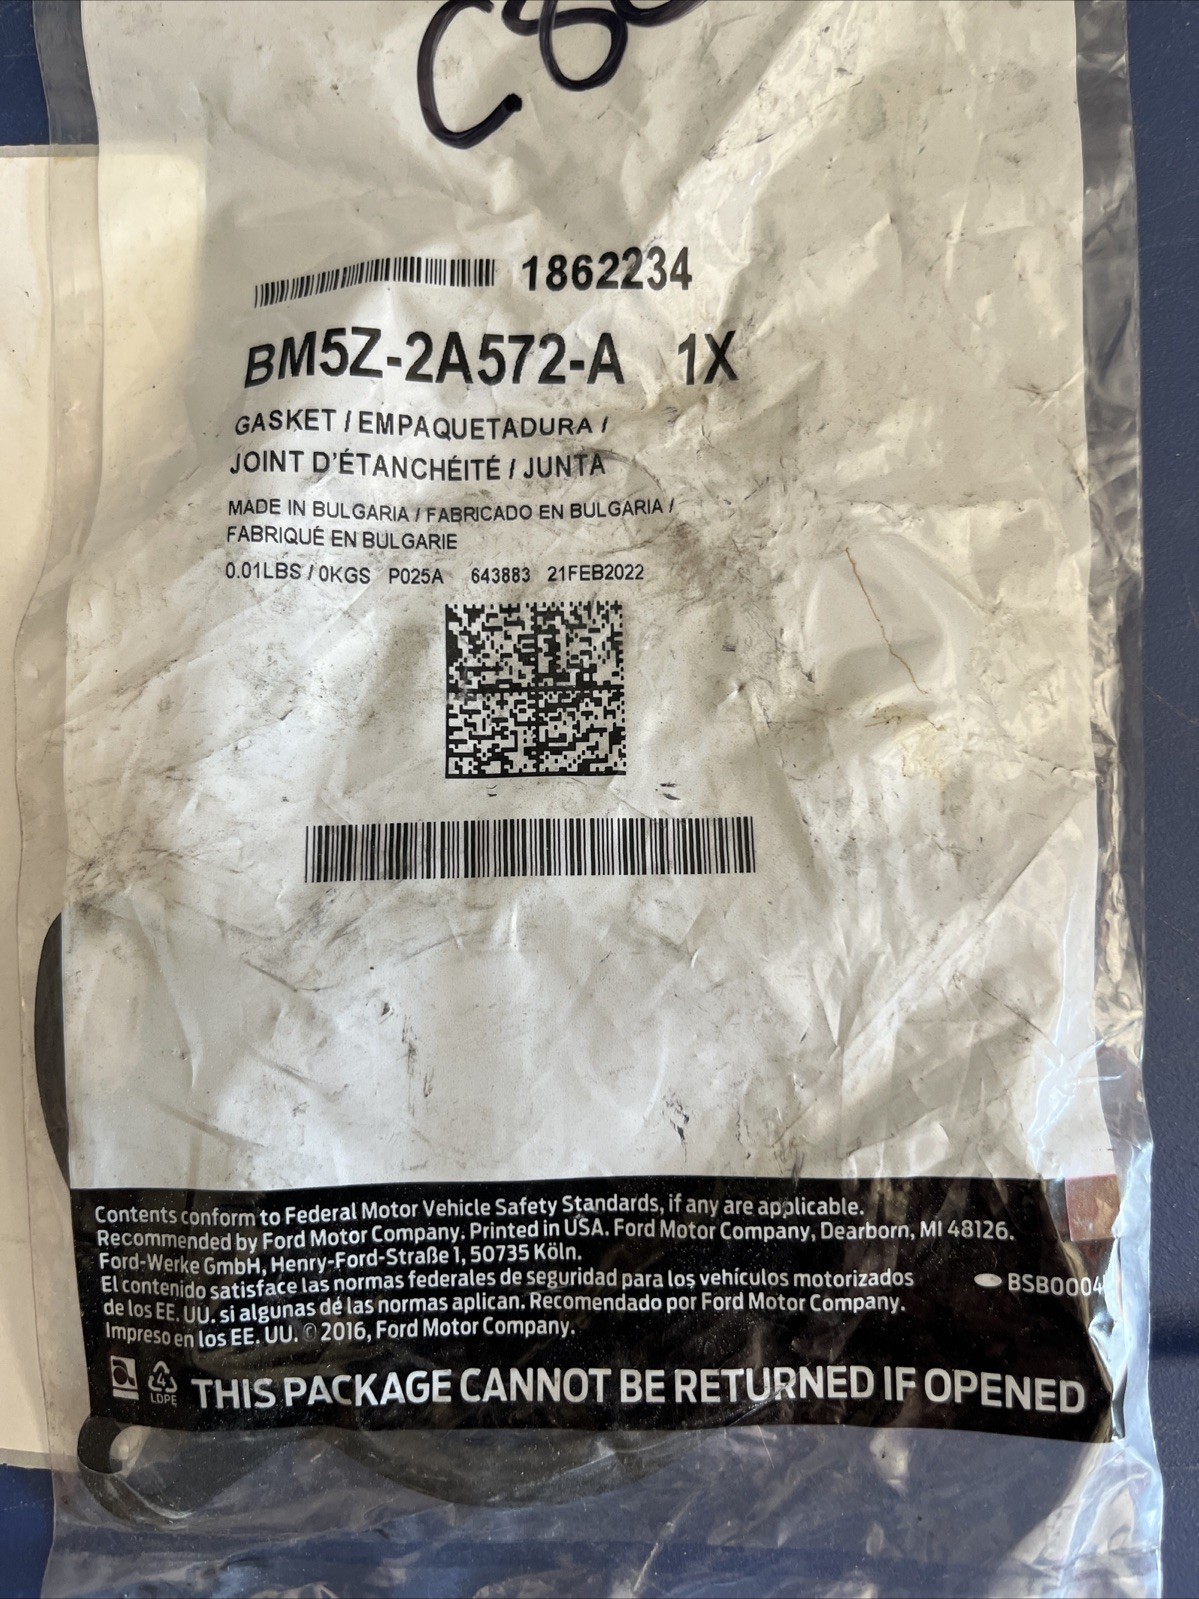 1862234
BM5Z-2A572-A 1X
GASKET / EMPAQUETADURA /
JOINT D'ÉTANCHÉITÉ / JUNTA
MADE IN BULGARIA / FABRICADO EN BULGARIA /
FABRIQUÉ EN BULGARIE
0.01LBS / 0KGS P025A 643883 21FEB2022
Contents conform to Federal Motor Vehicle Safety Standards, if any are applicable.
Recommended by Ford Motor Company. Printed in USA. Ford Motor Company, Dearborn, MI 48126.
Ford-Werke GmbH, Henry-Ford-Straße 1, 50735 Köln.
El contenido satisface las normas federales de seguridad para los vehículos motorizados
de los EE. UU. si algunas de las normas aplican. Recomendado por Ford Motor Company.
Impreso en los EE. UU. © 2016, Ford Motor Company.
BSB0004
4
LDPE
THIS PACKAGE CANNOT BE RETURNED IF OPENED